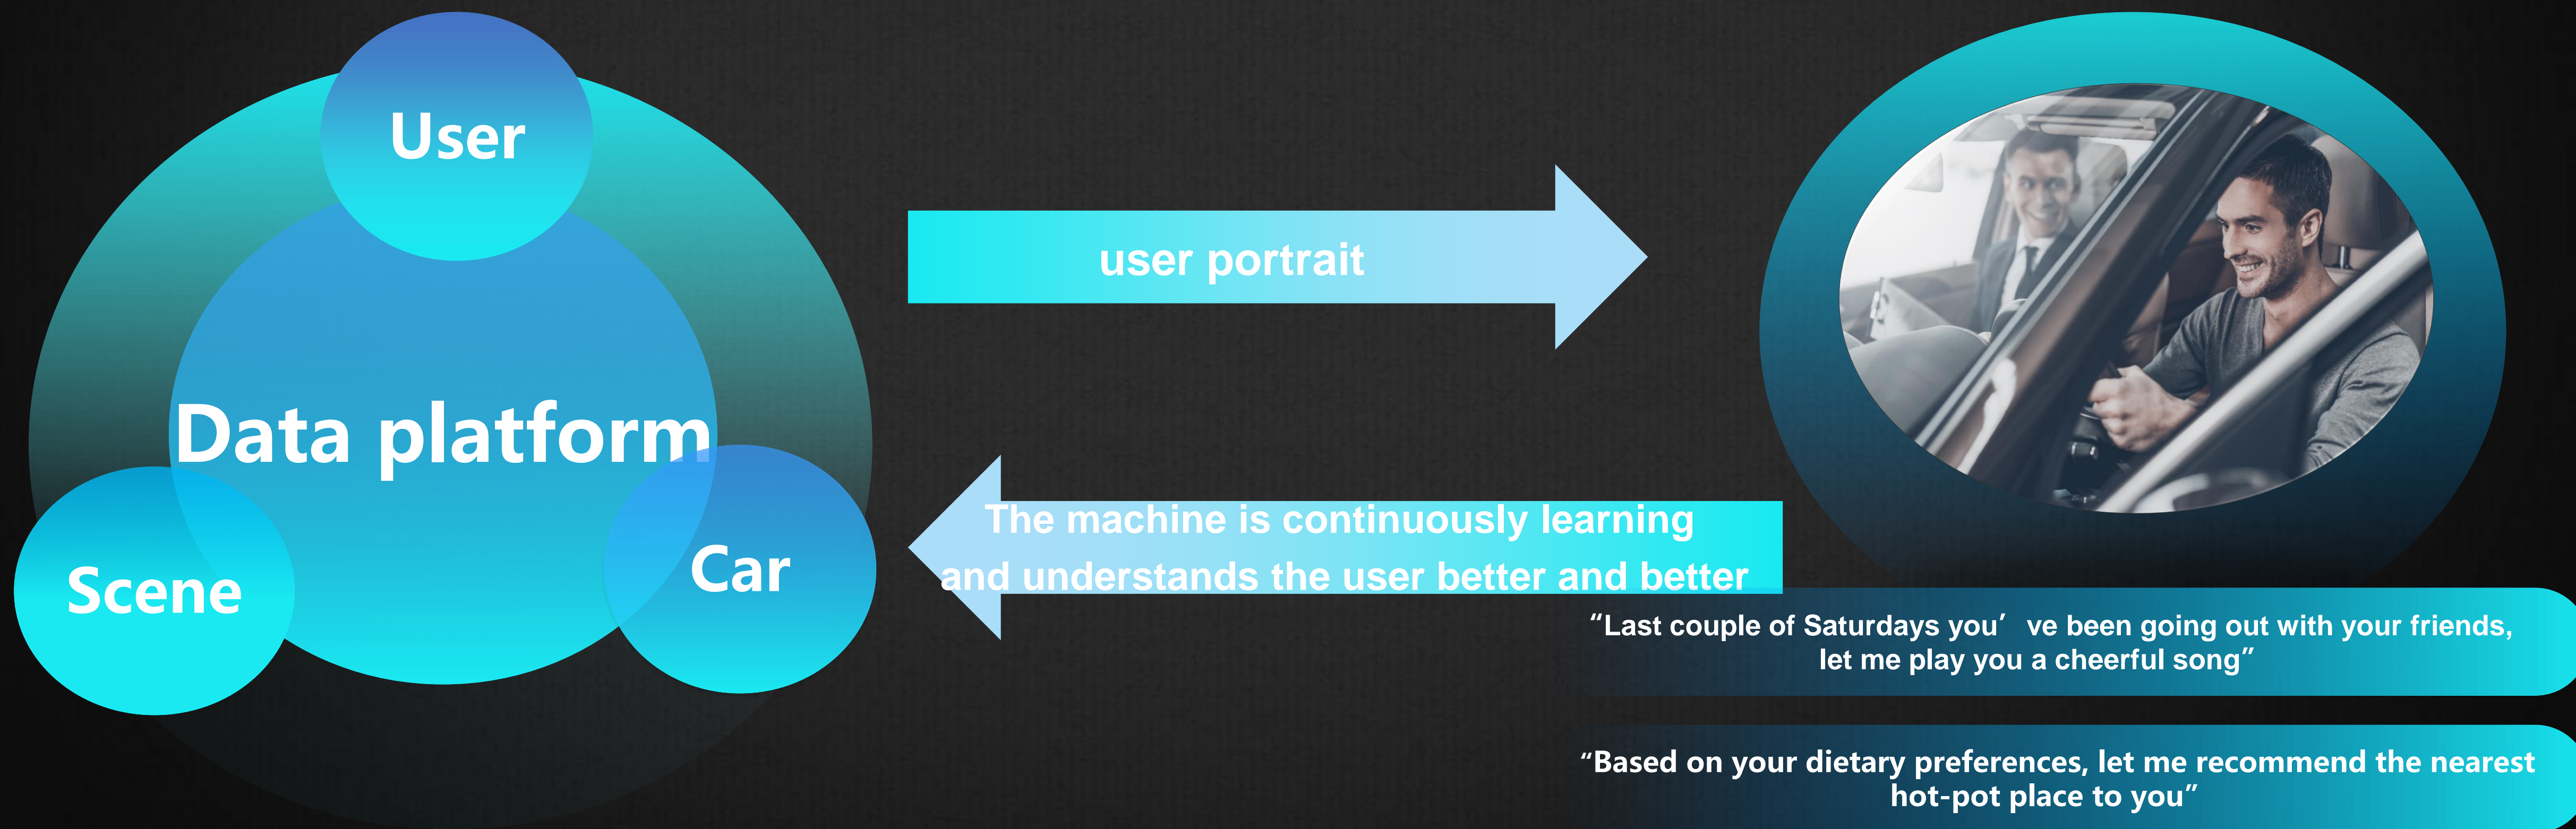 User
Data platform
Scene
Car
user portrait
The machine is continuously learning
and understands the user better and better
“Last couple of Saturdays you’ ve been going out with your friends,
let me play you a cheerful song”
“Based on your dietary preferences, let me recommend the nearest
hot-pot place to you”